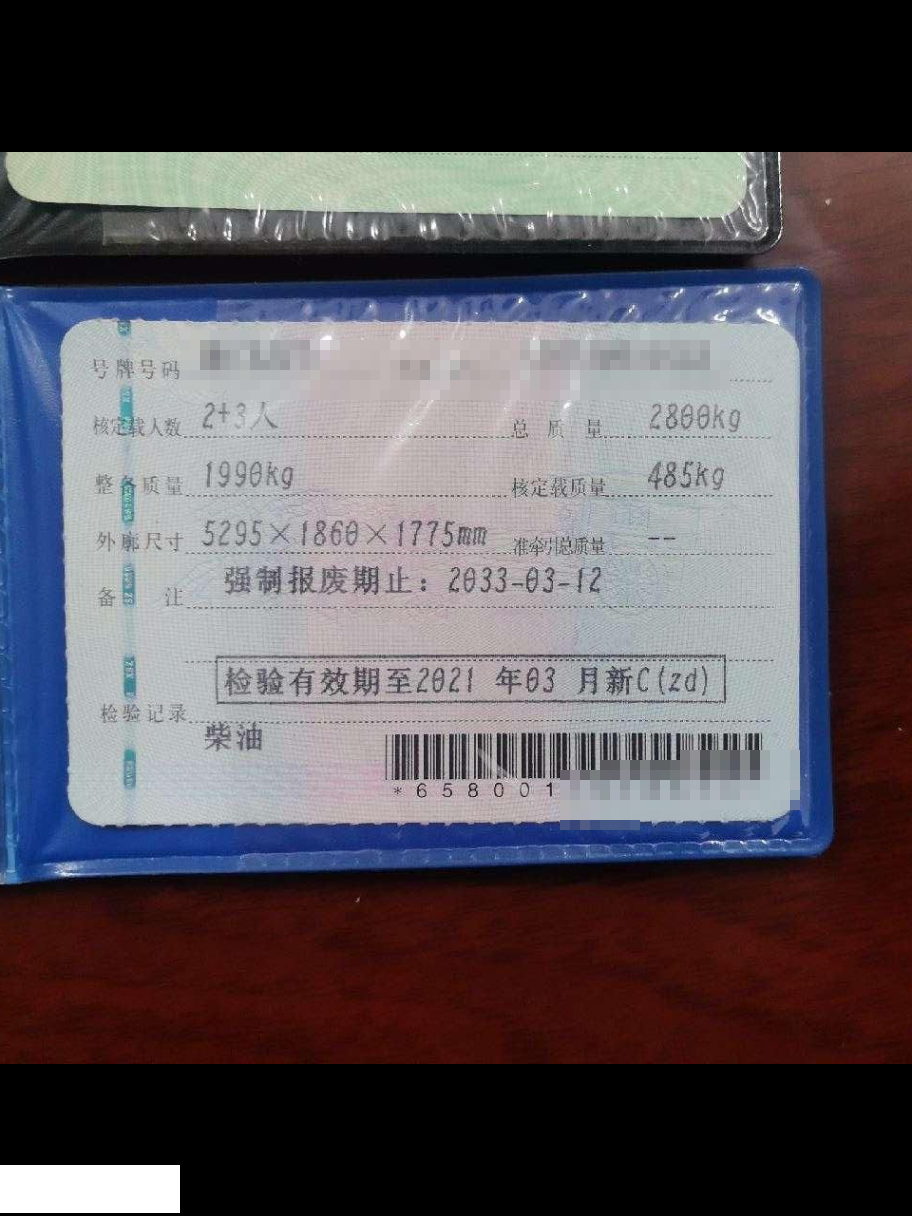 号牌号码
核定载人数 2+3人 总质量 2800kg
整备质量 1990kg 核定载质量 485kg
外廓尺寸 5295×1860×1775mm 准牵引总质量 --
备注 强制报废期止：2033-03-12
检验有效期至2021 年03 月新C(zd)
检验记录
柴油
*658001